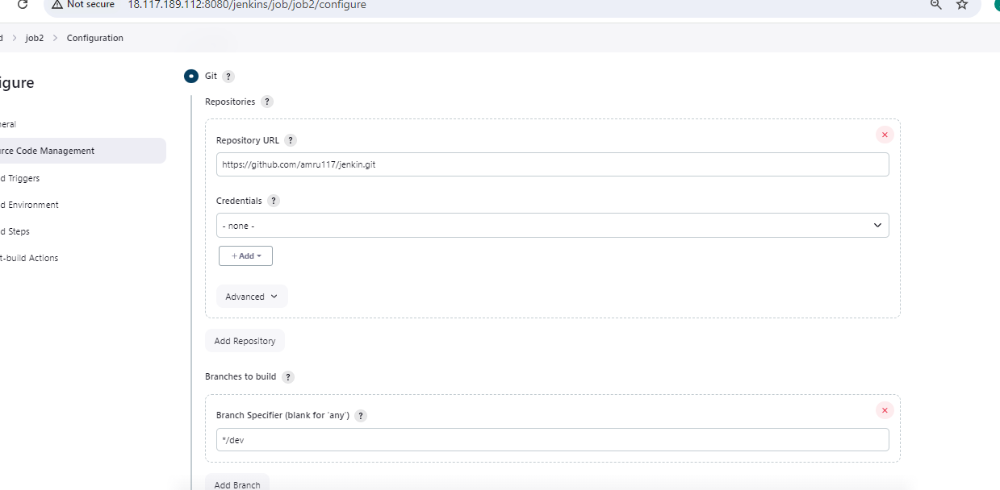 Not secure 18.117.189.112:8080/jenkins/job/job2/configure
d > job2 > Configuration
igure
Git ?
Repositories ?
eral
Repository URL ?
rce Code Management
https://github.com/amru117/jenkin.git
d Triggers
Credentials ?
d Environment
- none -
d Steps
+ Add
t-build Actions
Advanced
Add Repository
Branches to build ?
Branch Specifier (blank for 'any') ?
*/dev
Add Branch